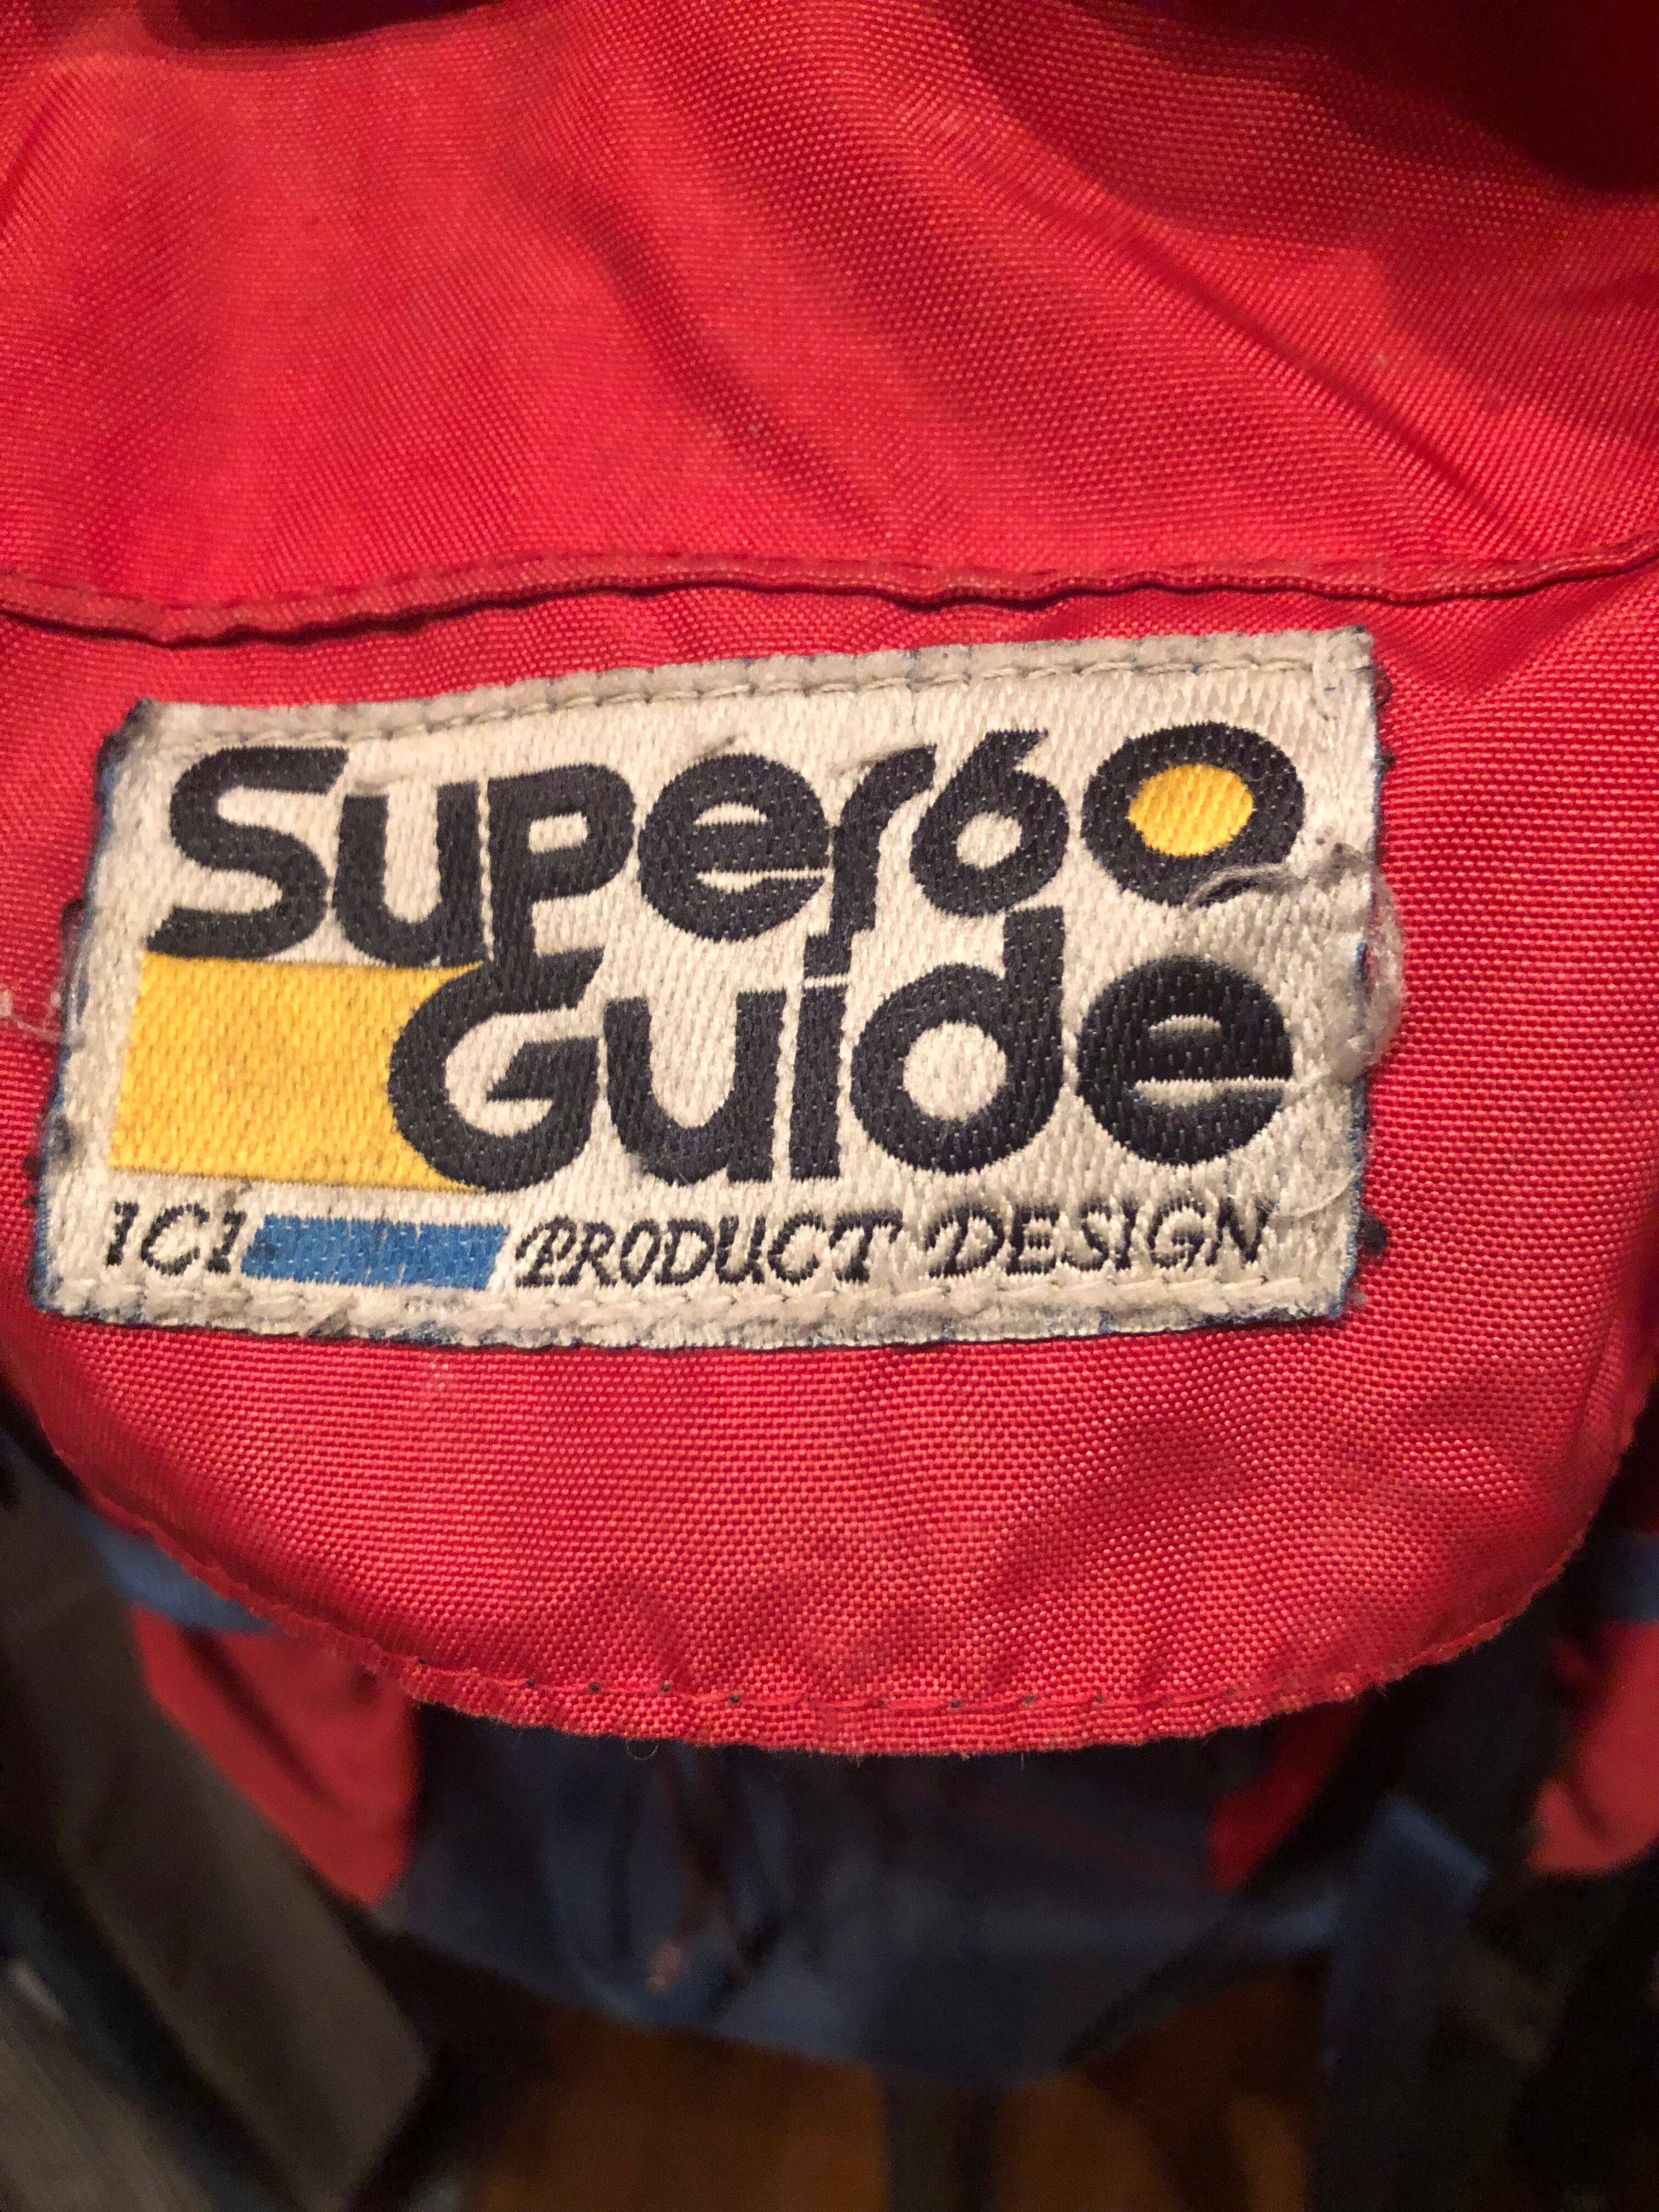 Super60
Guide
ICI PRODUCT DESIGN